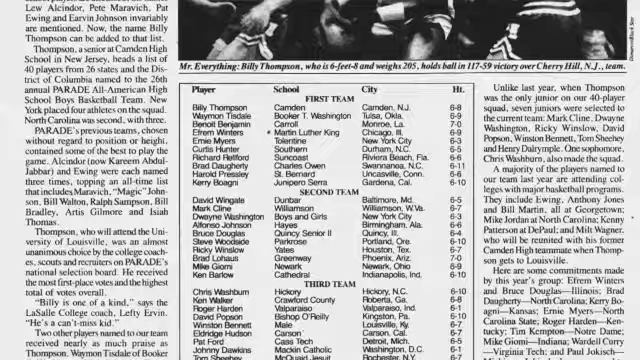 Lew Alcindor, Pete Maravich, Pat
Ewing and Earvin Johnson invariably
are mentioned. Now, the name Billy
Thompson can be added to that list.
Thompson, a senior at Camden High
School in New Jersey, heads a list of
40 players from 26 states and the Dis-
trict of Columbia named to the 26th
annual PARADE All-American High
School Boys Basketball Team. New
York placed four athletes on the squad.
North Carolina was second, with three.
PARADE's previous teams, chosen
without regard to position or height,
contained some of the best to play the
game. Alcindor (now Kareem Abdul-
Jabbar) and Ewing were each named
three times, topping an all-time list
that includes Maravich, "Magic" John-
son, Bill Walton, Ralph Sampson, Bill
Bradley, Artis Gilmore and Isiah
Thomas.
Thompson, who will attend the Uni-
versity of Louisville, was an almost
unanimous choice by the college coach-
es, scouts and recruiters on PARADE's
national selection board. He received
the most first-place votes and the highest
total of votes overall.
"Billy is one of a kind," says the
LaSalle College coach, Lefty Ervin.
"He's a can't-miss kid."
Two other players named to our team
received nearly as much praise as
Thompson. Waymon Tisdale of Booker
Mr. Everything: Billy Thompson, who is 6-feet-8 and weighs 205, holds ball in 117-59 victory over Cherry Hill, N.J., team.
Player School City Ht.
FIRST TEAM
Billy Thompson Camden Camden, N.J. 6-8
Waymon Tisdale Booker T. Washington Tulsa, Okla. 6-9
Benoit Benjamin Carroll Monroe, La. 7-0
Efrem Winters Martin Luther King Chicago, Ill. 6-9
Ernie Myers Tolentine New York City 6-3
Curtis Hunter Southern Durham, N.C. 6-5
Richard Rellford Suncoast Riviera Beach, Fla. 6-6
Brad Daugherty Charles Owen Swannanoa, N.C. 6-11
Harold Pressley St. Bernard Uncasville, Conn. 6-6
Kerry Boagni Junipero Serra Gardena, Cal. 6-10
SECOND TEAM
David Wingate Dunbar Baltimore, Md. 6-5
Mark Cline Williamson Williamson, W.Va. 6-7
Dwayne Washington Boys and Girls New York City 6-3
Alfonso Johnson Hayes Birmingham, Ala. 6-6
Bruce Douglas Quincy Senior II Quincy, Ill. 6-4
Steve Woodside Parkrose Portland, Ore. 6-10
Ricky Winslow Yates Houston, Tex. 6-7
Brad Lohaus Greenway Phoenix, Ariz. 7-0
Mike Giomi Newark Newark, Ohio 6-9
Ken Barlow Cathedral Indianapolis, Ind. 6-10
THIRD TEAM
Chris Washburn Hickory Hickory, N.C. 6-10
Ken Walker Crawford County Roberta, Ga. 6-8
Roger Harden Valparaiso Valparaiso, Ind. 6-1
David Popson Bishop O'Reilly Kingston, Pa. 6-10
Winston Bennett Male Louisville, Ky. 6-7
Eldridge Hudson Carson Carson, Cal. 6-7
Pat Ford Cass Tech Detroit, Mich. 6-5
Johnny Dawkins Mackin Catholic Washington, D.C. 6-1
Tom Sheehey McQuaid Jesuit Rochester, N.Y.
Unlike last year, when Thompson
was the only junior on our 40-player
squad, seven juniors were selected to
the current team: Mark Cline, Dwayne
Washington, Ricky Winslow, David
Popson, Winston Bennett, Tom Sheehey
and Henry Dalrymple. One sophomore,
Chris Washburn, also made the squad.
A majority of the players named to
our team last year are attending col-
leges with major basketball programs.
They include Ewing, Anthony Jones
and Bill Martin, all at Georgetown;
Mike Jordan at North Carolina; Kenny
Patterson at DePaul; and Milt Wagner,
who will be reunited with his former
Camden High teammate when Thomp-
son gets to Louisville.
Here are some commitments made
by this year's group: Efrem Winters
and Bruce Douglas—Illinois; Brad
Daugherty—North Carolina; Kerry Bo-
agni—Kansas; Ernie Myers—North
Carolina State; Roger Harden—Ken-
tucky; Tim Kempton—Notre Dame;
Mike Giomi—Indiana; Wardell Curry
—Virginia Tech; and Paul Joisch—